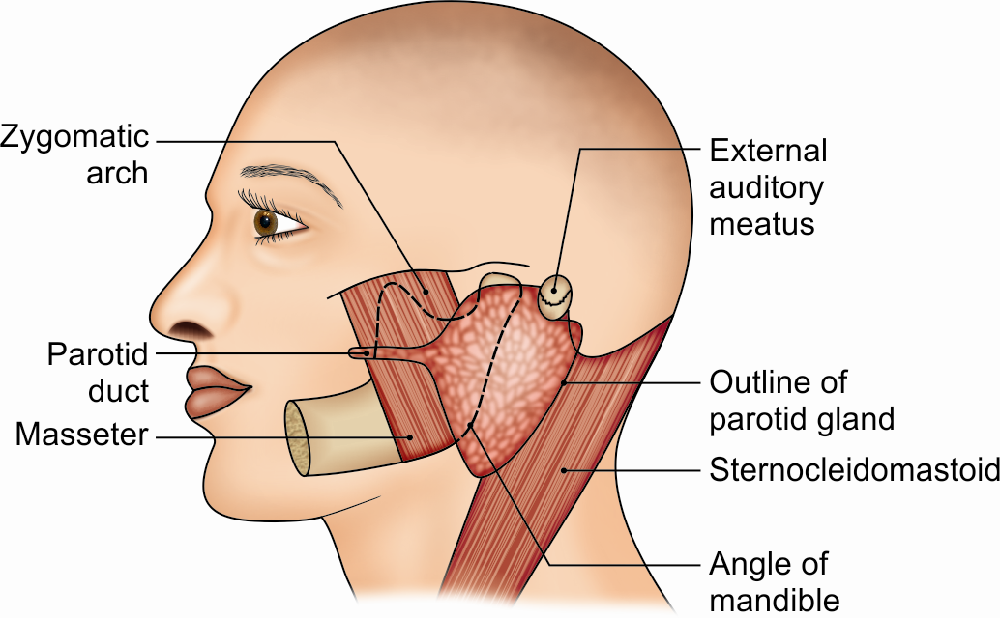 Zygomatic
arch
Parotid
duct
Masseter
External
auditory
meatus
Outline of
parotid gland
Sternocleidomastoid
Angle of
mandible